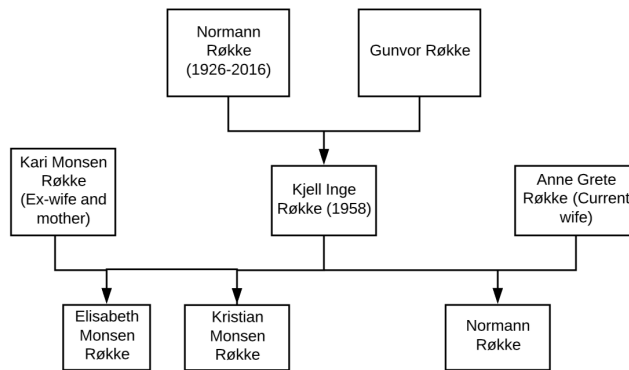 Normann
Røkke
(1926-2016)
Gunvor Røkke
Kari Monsen
Røkke
(Ex-wife and
mother)
Kjell Inge
Røkke (1958)
Anne Grete
Røkke (Current
wife)
Elisabeth
Monsen
Røkke
Kristian
Monsen
Røkke
Normann
Røkke